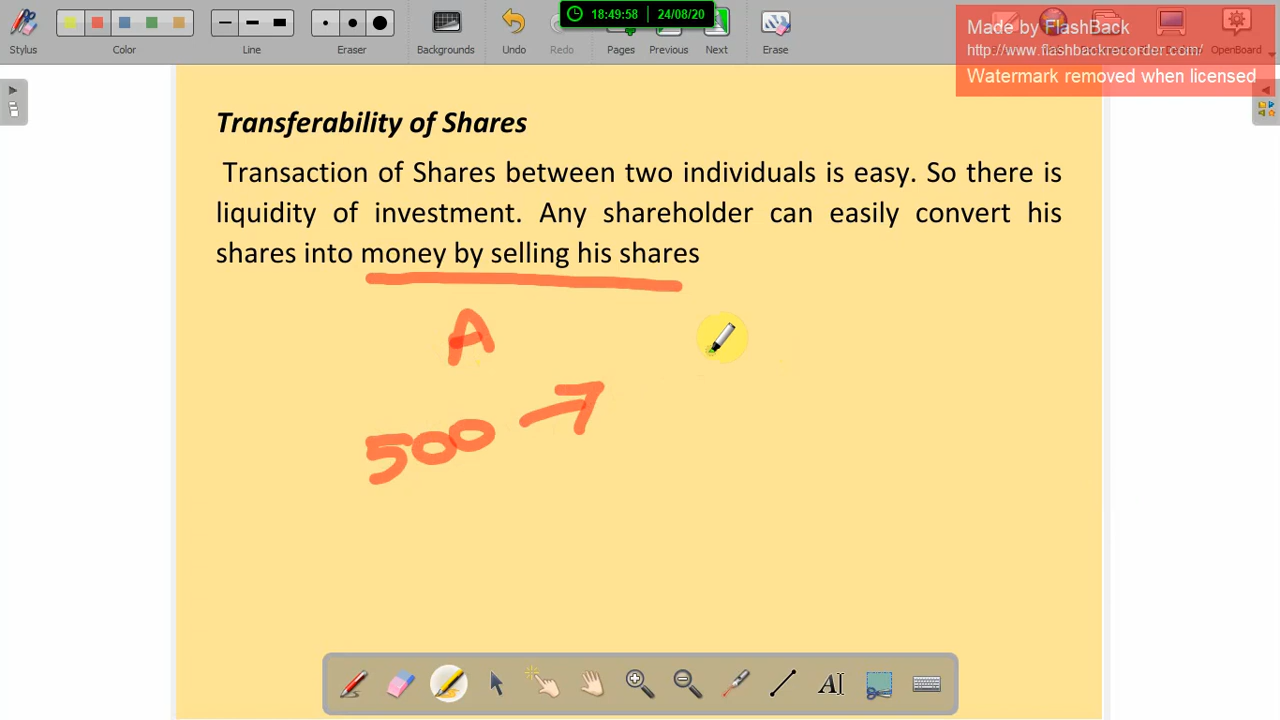 18:49:58 24/08/20
Made by FlashBack
http://www.flashbackrecorder.com/
Watermark removed when licensed
Stylus Color Line Eraser Backgrounds Undo Redo Pages Previous Next Erase OpenBoard
Transferability of Shares
Transaction of Shares between two individuals is easy. So there is
liquidity of investment. Any shareholder can easily convert his
shares into money by selling his shares
A
500
AI